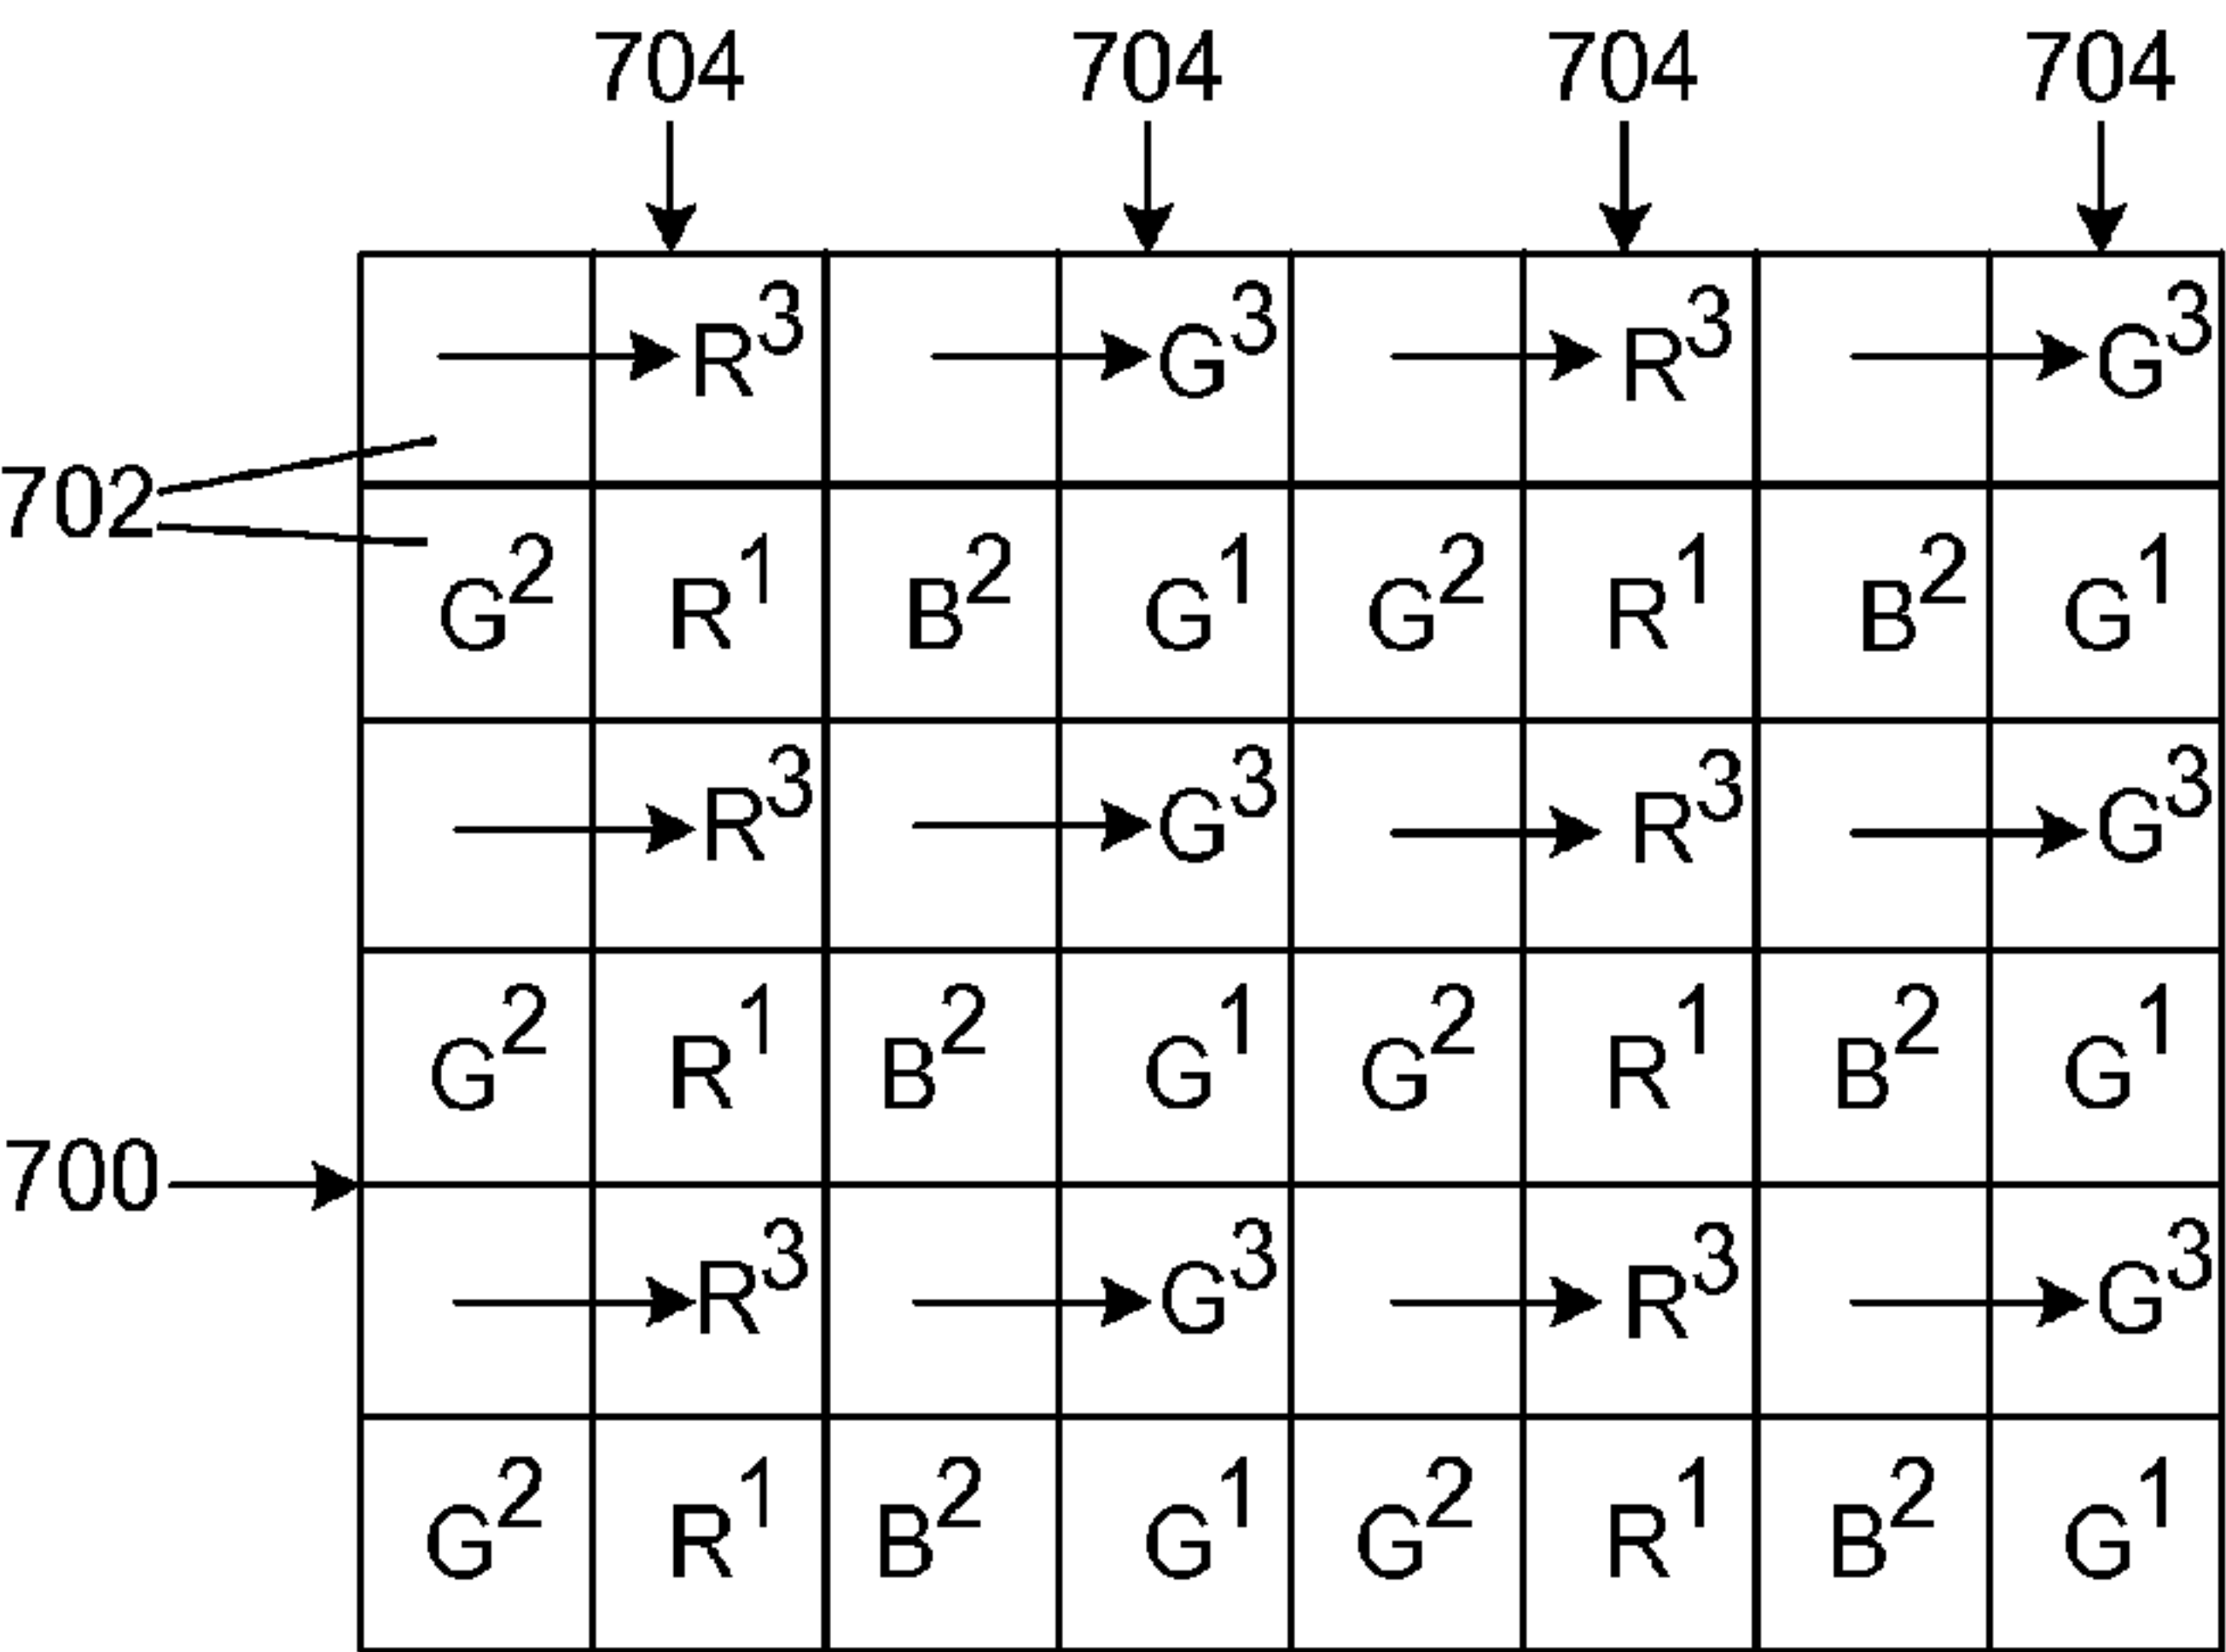 704 704 704 704
R³ G³ R³ G³
702
G² R¹ B² G¹ G² R¹ B² G¹
R³ G³ R³ G³
G² R¹ B² G¹ G² R¹ B² G¹
700
R³ G³ R³ G³
G² R¹ B² G¹ G² R¹ B² G¹